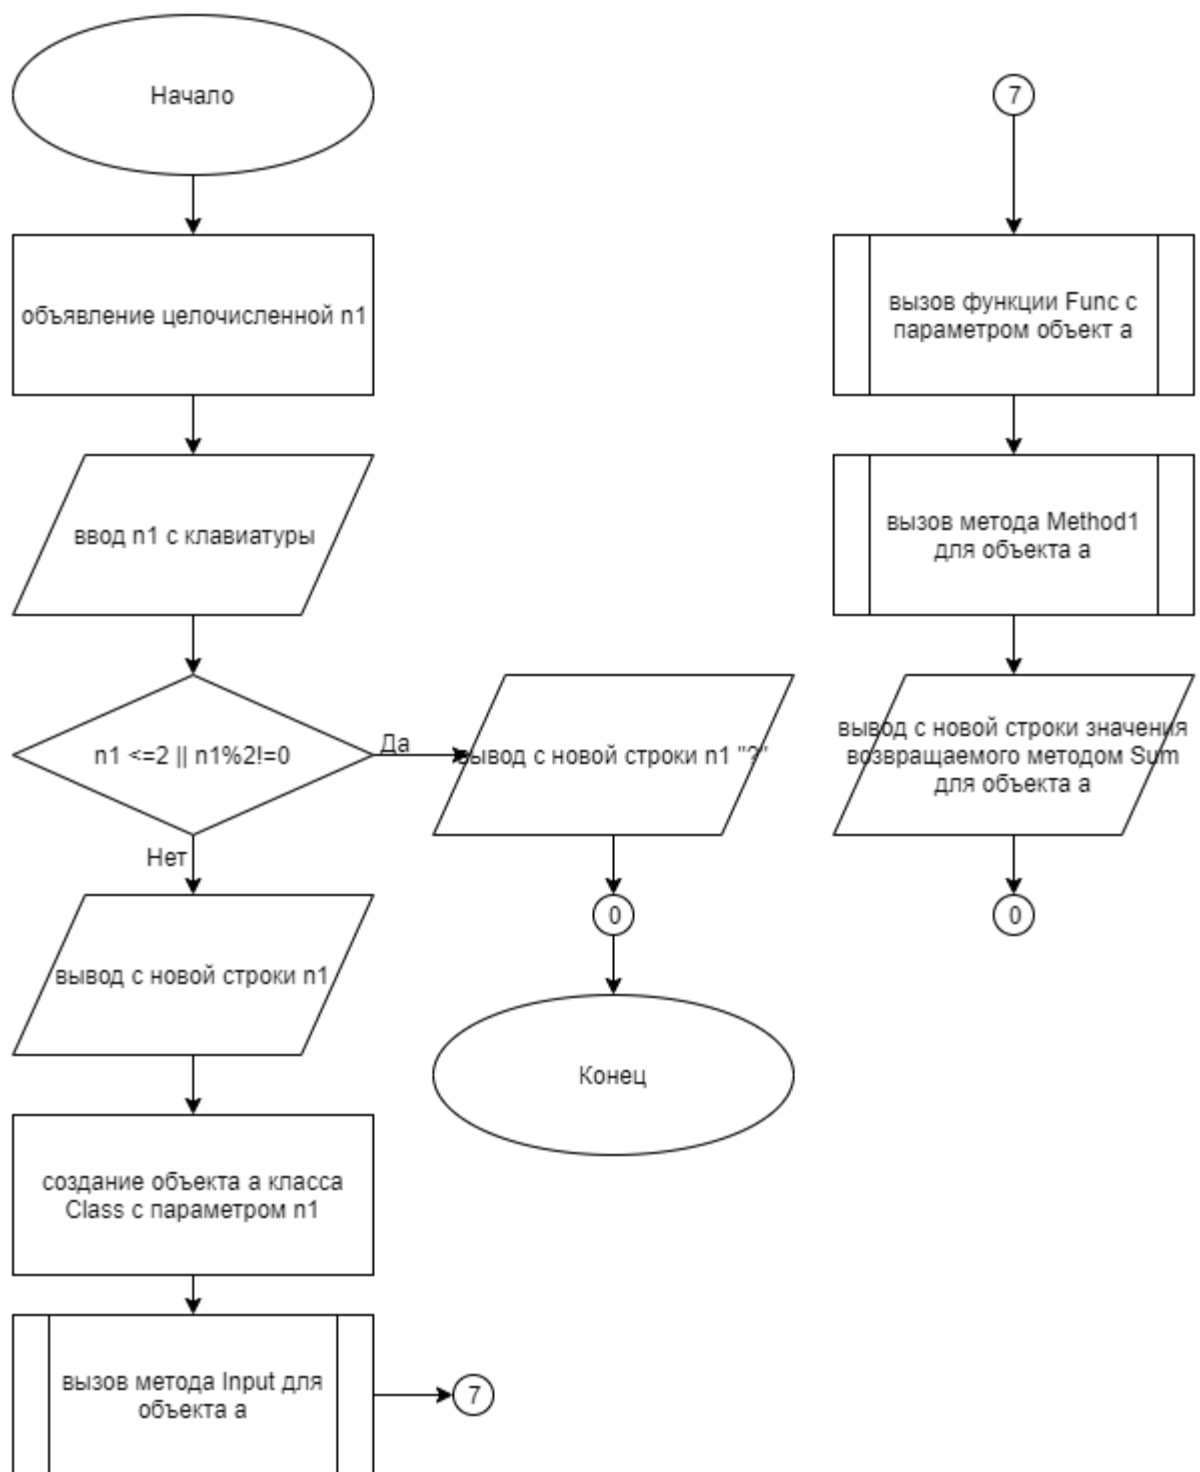 Начало
объявление целочисленной n1
ввод n1 с клавиатуры
n1 <=2 || n1%2!=0
Да
вывод с новой строки n1 "?"
Нет
0
вывод с новой строки n1
Конец
создание объекта а класса
Class с параметром n1
вызов метода Input для
объекта а
7
7
вызов функции Func с
параметром объект а
вызов метода Method1
для объекта а
вывод с новой строки значения
возвращаемого методом Sum
для объекта а
0